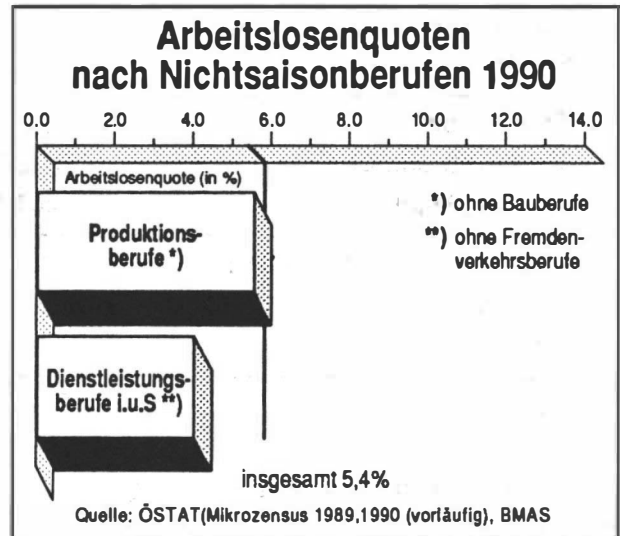 Arbeitslosenquoten
nach Nichtsaisonberufen 1990
0.0 2.0 4.0 6.0 8.0 10.0 12.0 14.0
Arbeitslosenquote (in %)
*) ohne Bauberufe
**) ohne Fremden-
verkehrsberufe
Produktions-
berufe *)
Dienstleistungs-
berufe i.u.S **)
insgesamt 5,4%
Quelle: ÖSTAT(Mikrozensus 1989,1990 (vorläufig), BMAS